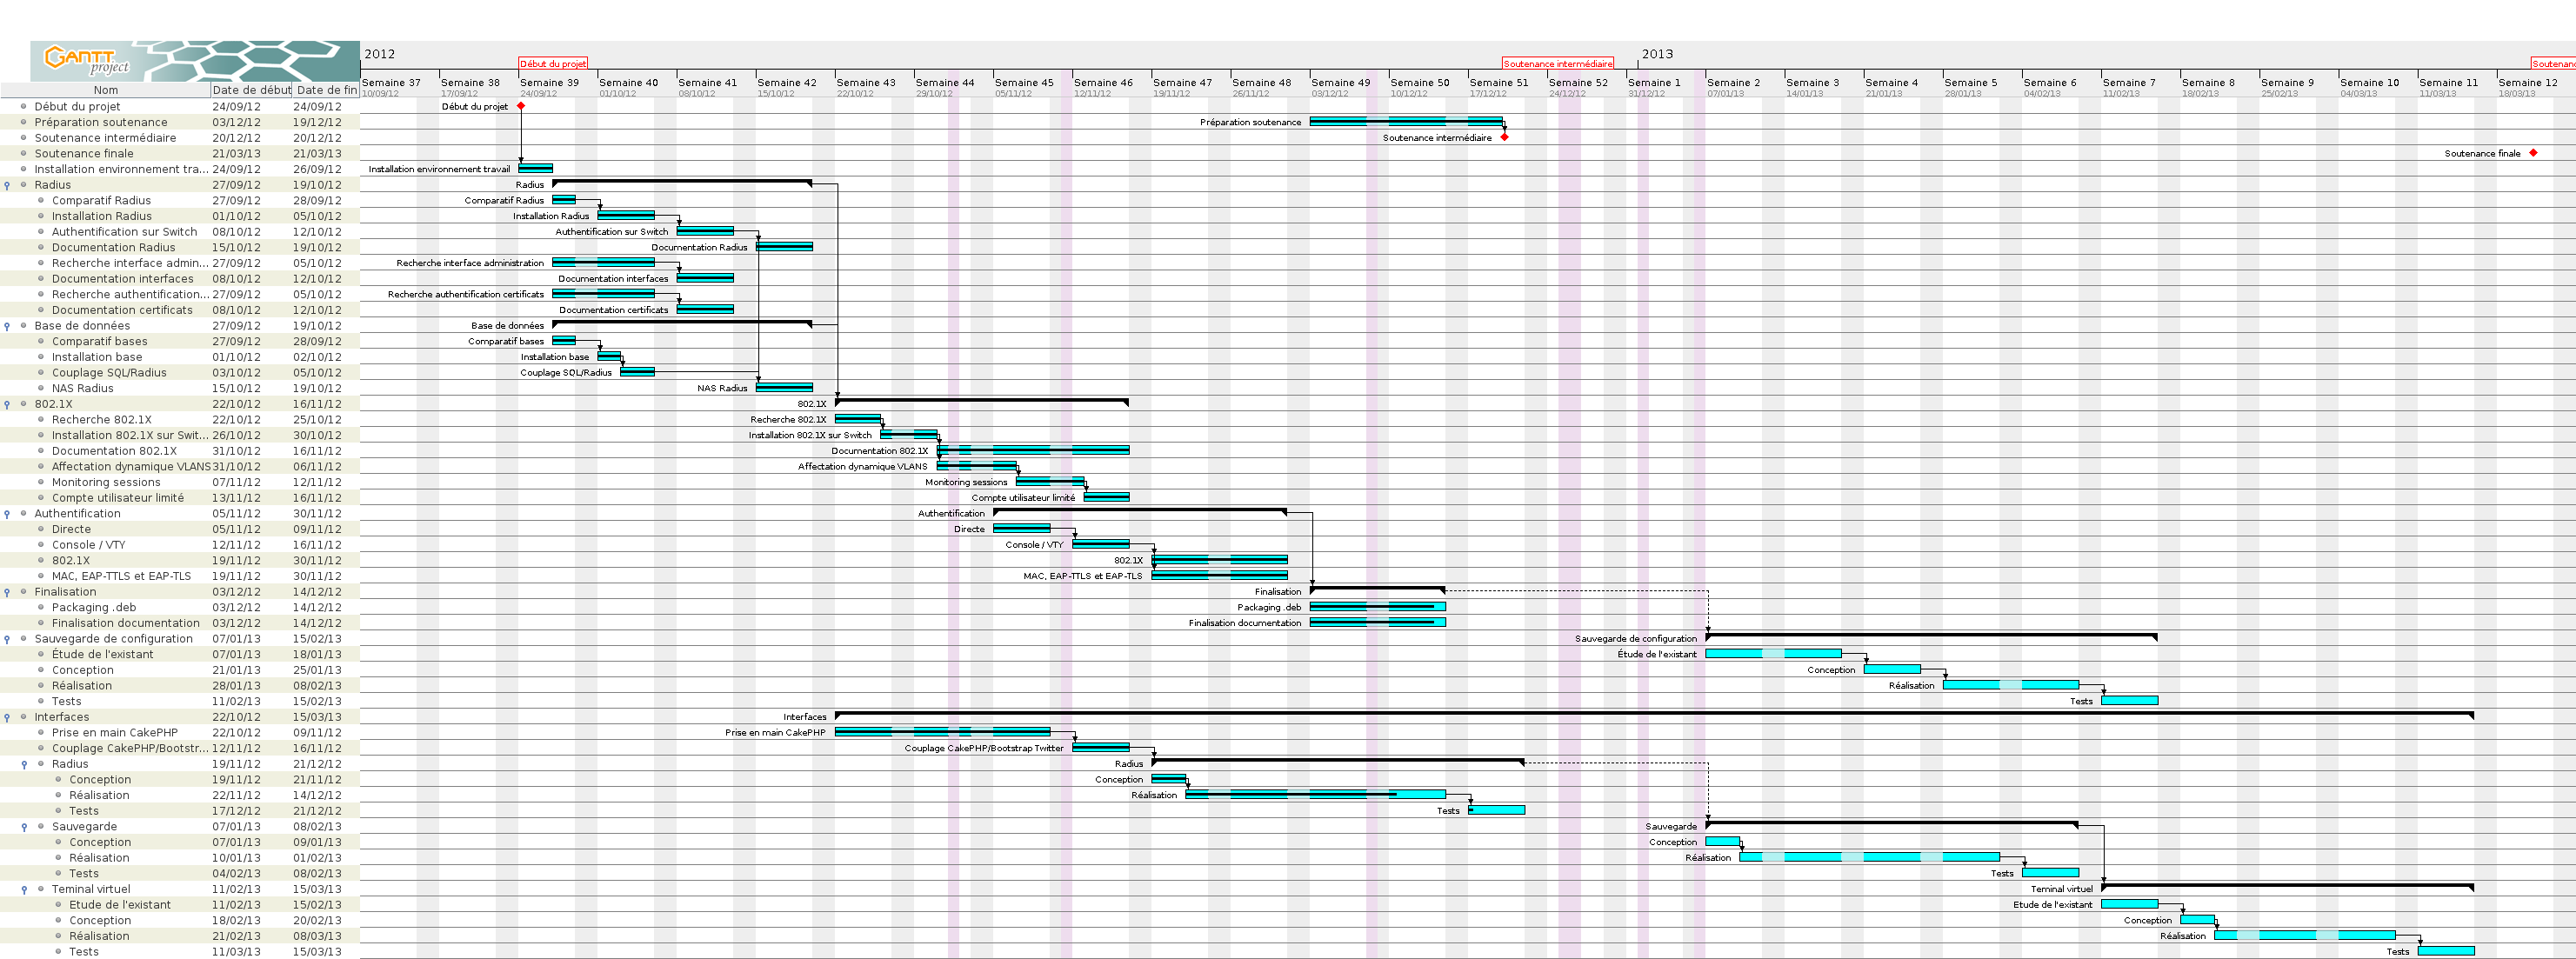 GANTT
project
2012
2013
Début du projet
Soutenance intermédiaire
Soutenanc
Semaine 37 Semaine 38 Semaine 39 Semaine 40 Semaine 41 Semaine 42 Semaine 43 Semaine 44 Semaine 45 Semaine 46 Semaine 47 Semaine 48 Semaine 49 Semaine 50 Semaine 51 Semaine 52 Semaine 1 Semaine 2 Semaine 3 Semaine 4 Semaine 5 Semaine 6 Semaine 7 Semaine 8 Semaine 9 Semaine 10 Semaine 11 Semaine 12
10/09/12 17/09/12 24/09/12 01/10/12 08/10/12 15/10/12 22/10/12 29/10/12 05/11/12 12/11/12 19/11/12 26/11/12 03/12/12 10/12/12 17/12/12 24/12/12 31/12/12 07/01/13 14/01/13 21/01/13 28/01/13 04/02/13 11/02/13 18/02/13 25/02/13 04/03/13 11/03/13 18/03/13
Nom Date de début Date de fin
Début du projet 24/09/12 24/09/12 Début du projet
Préparation soutenance 03/12/12 19/12/12 Préparation soutenance
Soutenance intermédiaire 20/12/12 20/12/12 Soutenance intermédiaire
Soutenance finale 21/03/13 21/03/13 Soutenance finale
Installation environnement tra... 24/09/12 26/09/12 Installation environnement travail
Radius 27/09/12 19/10/12 Radius
Comparatif Radius 27/09/12 28/09/12 Comparatif Radius
Installation Radius 01/10/12 05/10/12 Installation Radius
Authentification sur Switch 08/10/12 12/10/12 Authentification sur Switch
Documentation Radius 15/10/12 19/10/12 Documentation Radius
Recherche interface admin... 27/09/12 05/10/12 Recherche interface administration
Documentation interfaces 08/10/12 12/10/12 Documentation interfaces
Recherche authentification... 27/09/12 05/10/12 Recherche authentification certificats
Documentation certificats 08/10/12 12/10/12 Documentation certificats
Base de données 27/09/12 19/10/12 Base de données
Comparatif bases 27/09/12 28/09/12 Comparatif bases
Installation base 01/10/12 02/10/12 Installation base
Couplage SQL/Radius 03/10/12 05/10/12 Couplage SQL/Radius
NAS Radius 15/10/12 19/10/12 NAS Radius
802.1X 22/10/12 16/11/12 802.1X
Recherche 802.1X 22/10/12 25/10/12 Recherche 802.1X
Installation 802.1X sur Swit... 26/10/12 30/10/12 Installation 802.1X sur Switch
Documentation 802.1X 31/10/12 16/11/12 Documentation 802.1X
Affectation dynamique VLANS 31/10/12 06/11/12 Affectation dynamique VLANS
Monitoring sessions 07/11/12 12/11/12 Monitoring sessions
Compte utilisateur limité 13/11/12 16/11/12 Compte utilisateur limité
Authentification 05/11/12 30/11/12 Authentification
Directe 05/11/12 09/11/12 Directe
Console / VTY 12/11/12 16/11/12 Console / VTY
802.1X 19/11/12 30/11/12 802.1X
MAC, EAP-TTLS et EAP-TLS 19/11/12 30/11/12 MAC, EAP-TTLS et EAP-TLS
Finalisation 03/12/12 14/12/12 Finalisation
Packaging .deb 03/12/12 14/12/12 Packaging .deb
Finalisation documentation 03/12/12 14/12/12 Finalisation documentation
Sauvegarde de configuration 07/01/13 15/02/13 Sauvegarde de configuration
Étude de l'existant 07/01/13 18/01/13 Étude de l'existant
Conception 21/01/13 25/01/13 Conception
Réalisation 28/01/13 08/02/13 Réalisation
Tests 11/02/13 15/02/13 Tests
Interfaces 22/10/12 15/03/13 Interfaces
Prise en main CakePHP 22/10/12 09/11/12 Prise en main CakePHP
Couplage CakePHP/Bootstr... 12/11/12 16/11/12 Couplage CakePHP/Bootstrap Twitter
Radius 19/11/12 21/12/12 Radius
Conception 19/11/12 21/11/12 Conception
Réalisation 22/11/12 14/12/12 Réalisation
Tests 17/12/12 21/12/12 Tests
Sauvegarde 07/01/13 08/02/13 Sauvegarde
Conception 07/01/13 09/01/13 Conception
Réalisation 10/01/13 01/02/13 Réalisation
Tests 04/02/13 08/02/13 Tests
Teminal virtuel 11/02/13 15/03/13 Teminal virtuel
Etude de l'existant 11/02/13 15/02/13 Etude de l'existant
Conception 18/02/13 20/02/13 Conception
Réalisation 21/02/13 08/03/13 Réalisation
Tests 11/03/13 15/03/13 Tests